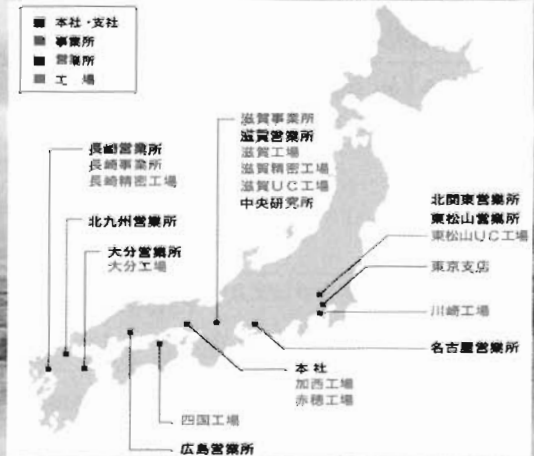 本社・支社
事業所
営業所
工 場
滋賀事業所
滋賀営業所
滋賀工場
滋賀精密工場
滋賀UC工場
中央研究所
長崎営業所
長崎事業所
長崎精密工場
北九州営業所
大分営業所
大分工場
北関東営業所
東松山営業所
東松山UC工場
東京支店
川崎工場
名古屋営業所
本 社
加西工場
赤穂工場
四国工場
広島営業所